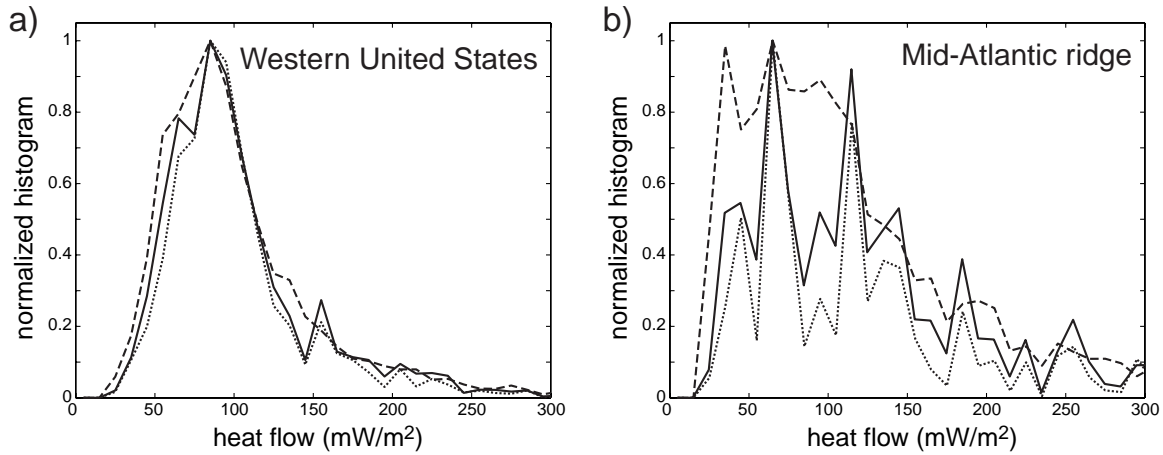 a)
Western United States
normalized histogram
1
0.8
0.6
0.4
0.2
0 50 100 150 200 250 300
heat flow (mW/m²)
b)
Mid-Atlantic ridge
normalized histogram
1
0.8
0.6
0.4
0.2
0 50 100 150 200 250 300
heat flow (mW/m²)